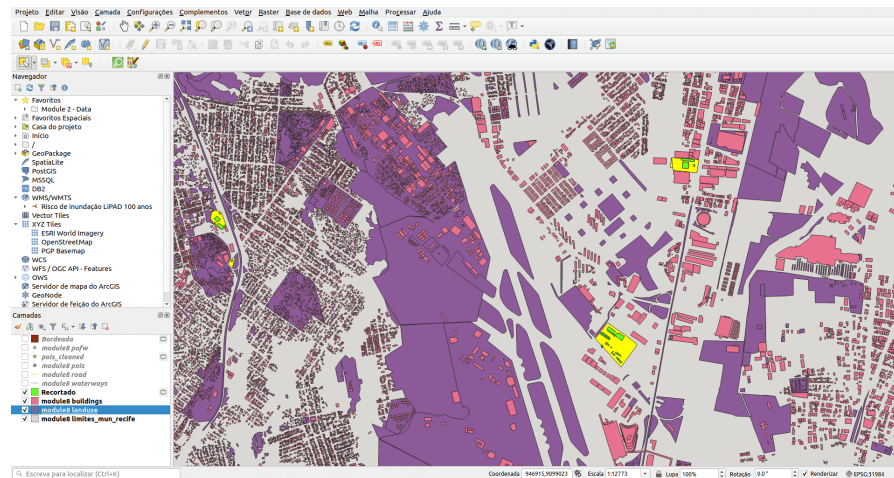 Projeto Editar Visão Camada Configurações Complementos Vetor Raster Base de dados Web Malha Processar Ajuda
Navegador
Favoritos
Module 2 - Data
Favoritos Espaciais
Casa do projeto
Início
/
GeoPackage
SpatiaLite
PostGIS
MSSQL
DB2
WMS/WMTS
Risco de inundação LiPAD 100 anos
Vector Tiles
XYZ Tiles
ESRI World Imagery
OpenStreetMap
PGP Basemap
WCS
WFS / OGC API - Features
OWS
Servidor de mapa do ArcGIS
GeoNode
Servidor de feição do ArcGIS
Camadas
Bordeada
module8 pofw
pois_cleaned
module8 pois
module8 road
module8 waterways
Recortado
module8 buildings
module8 landuse
module8 limites_mun_recife
Escreva para localizar (Ctrl+K)
Coordenada 946915,9099023 Escala 1:12773 Lupa 100% Rotação 0.0° Renderizar EPSG:31984